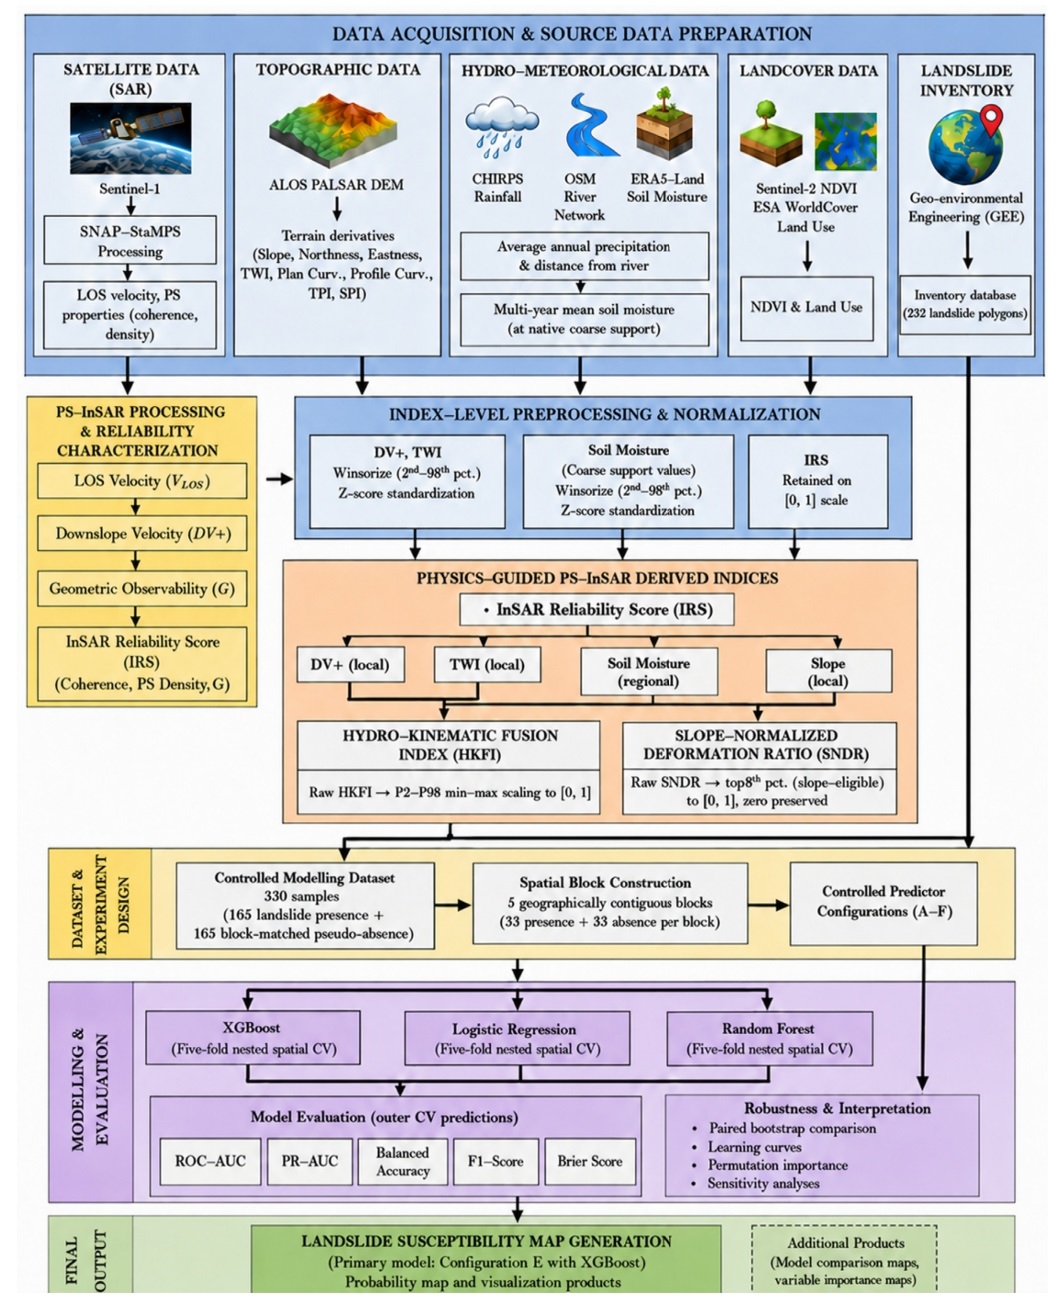 DATA ACQUISITION & SOURCE DATA PREPARATION
SATELLITE DATA
(SAR)
Sentinel-1
SNAP–StaMPS
Processing
LOS velocity, PS
properties (coherence,
density)
TOPOGRAPHIC DATA
ALOS PALSAR DEM
Terrain derivatives
(Slope, Northness, Eastness,
TWI, Plan Curv., Profile Curv.,
TPI, SPI)
HYDRO–METEOROLOGICAL DATA
CHIRPS
Rainfall
OSM
River
Network
ERA5–Land
Soil Moisture
Average annual precipitation
& distance from river
Multi-year mean soil moisture
(at native coarse support)
LANDCOVER DATA
Sentinel-2 NDVI
ESA WorldCover
Land Use
NDVI & Land Use
LANDSLIDE
INVENTORY
Geo-environmental
Engineering (GEE)
Inventory database
(232 landslide polygons)
PS–InSAR PROCESSING
& RELIABILITY
CHARACTERIZATION
LOS Velocity (V_LOS)
Downslope Velocity (DV+)
Geometric Observability (G)
InSAR Reliability Score
(IRS)
(Coherence, PS Density, G)
INDEX–LEVEL PREPROCESSING & NORMALIZATION
DV+, TWI
Winsorize (2nd–98th pct.)
Z-score standardization
Soil Moisture
(Coarse support values)
Winsorize (2nd–98th pct.)
Z-score standardization
IRS
Retained on
[0, 1] scale
PHYSICS–GUIDED PS–InSAR DERIVED INDICES
• InSAR Reliability Score (IRS)
DV+ (local)
TWI (local)
Soil Moisture
(regional)
Slope
(local)
HYDRO–KINEMATIC FUSION
INDEX (HKFI)
Raw HKFI → P2–P98 min–max scaling to [0, 1]
SLOPE–NORMALIZED
DEFORMATION RATIO (SNDR)
Raw SNDR → top8th pct. (slope–eligible)
to [0, 1], zero preserved
DATASET &
EXPERIMENT
DESIGN
Controlled Modelling Dataset
330 samples
(165 landslide presence +
165 block-matched pseudo-absence)
Spatial Block Construction
5 geographically contiguous blocks
(33 presence + 33 absence per block)
Controlled Predictor
Configurations (A–F)
MODELLING &
EVALUATION
XGBoost
(Five-fold nested spatial CV)
Logistic Regression
(Five-fold nested spatial CV)
Random Forest
(Five-fold nested spatial CV)
Model Evaluation (outer CV predictions)
ROC–AUC
PR–AUC
Balanced
Accuracy
F1–Score
Brier Score
Robustness & Interpretation
• Paired bootstrap comparison
• Learning curves
• Permutation importance
• Sensitivity analyses
FINAL
OUTPUT
LANDSLIDE SUSCEPTIBILITY MAP GENERATION
(Primary model: Configuration E with XGBoost)
Probability map and visualization products
Additional Products
(Model comparison maps,
variable importance maps)